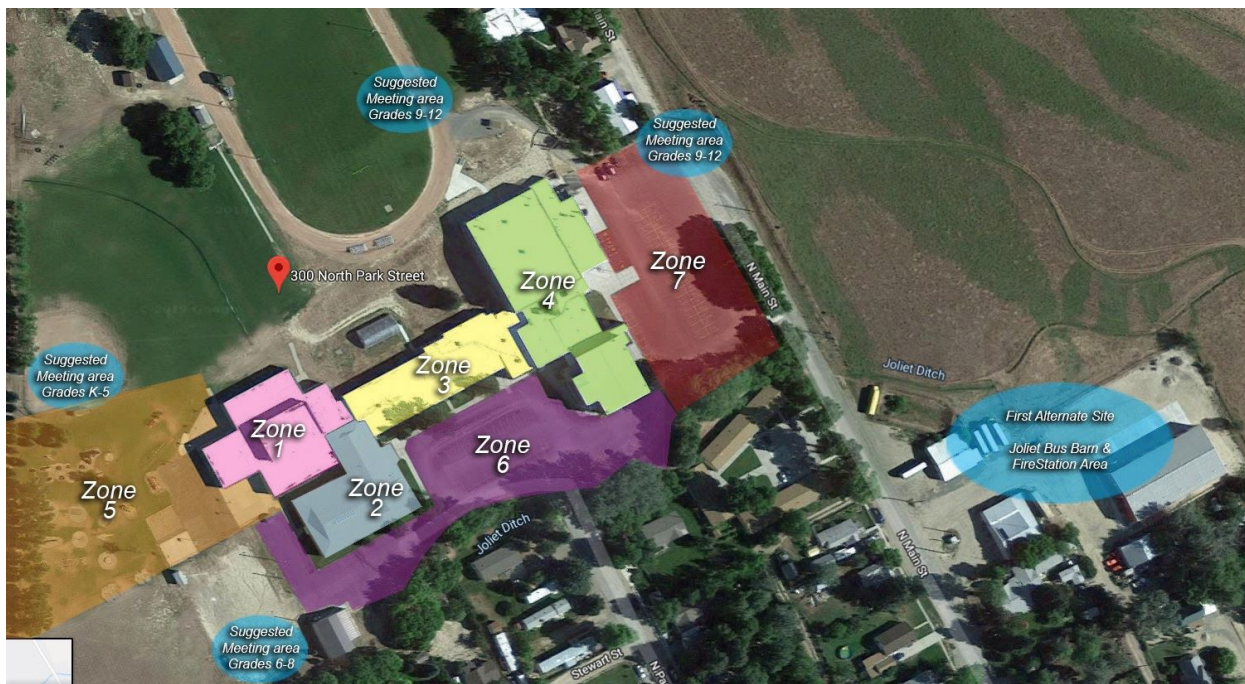 ain St
Suggested
Meeting area
Grades 9-12
Suggested
Meeting area
Grades 9-12
300 North Park Street
Zone
4
Zone
7
N Main St
Suggested
Meeting area
Grades K-5
Zone
3
Joliet Ditch
Zone
1
First Alternate Site
Joliet Bus Barn &
FireStation Area
Zone
6
Zone
5
Zone
2
Joliet Ditch
N Main St
Suggested
Meeting area
Grades 6-8
Stewart St
N Pa